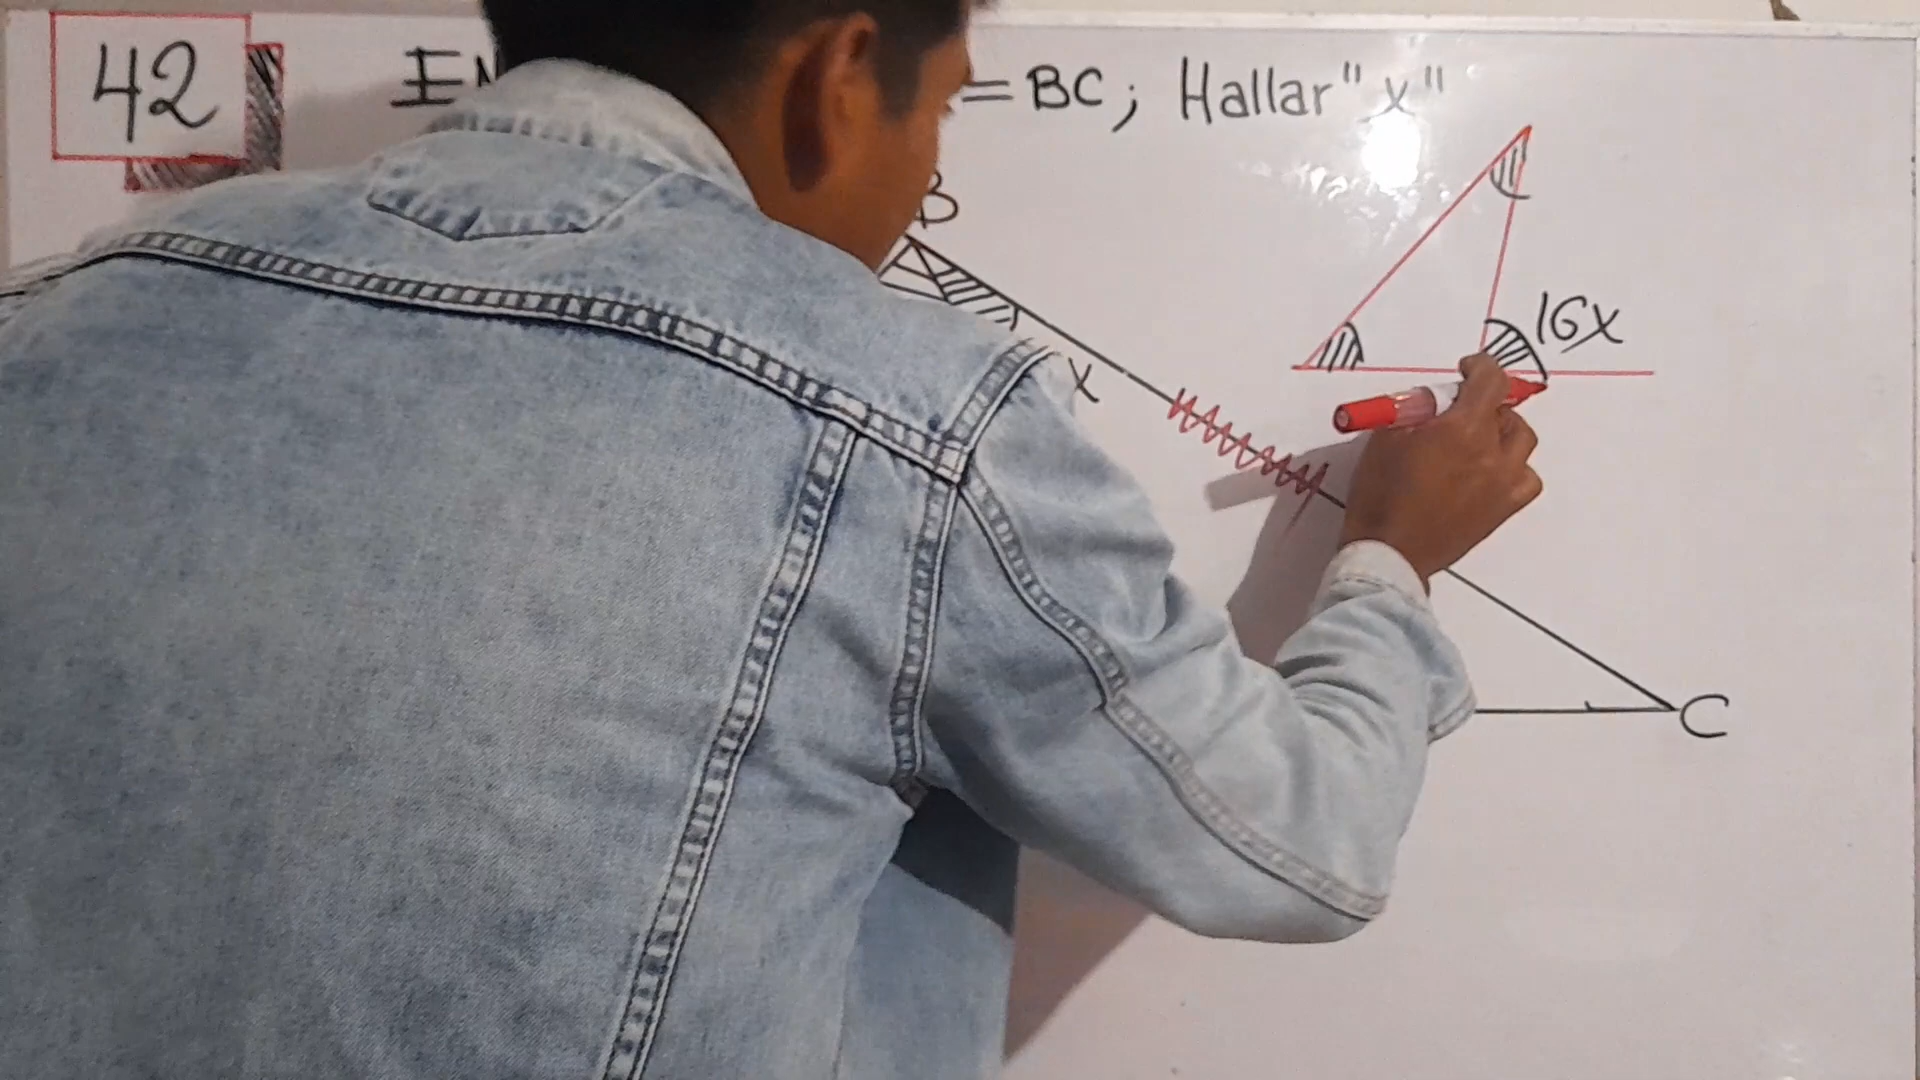 42
= BC; Hallar "x"
B
16x
x
C